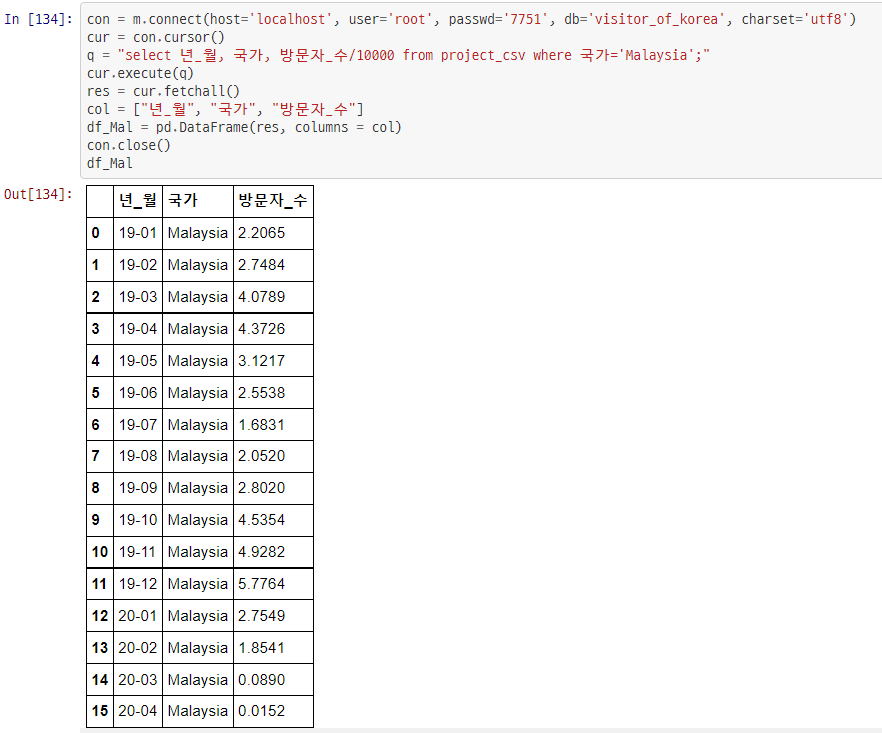 In [134]: con = m.connect(host='localhost', user='root', passwd='7751', db='visitor_of_korea', charset='utf8')
cur = con.cursor()
q = "select 년_월, 국가, 방문자_수/10000 from project_csv where 국가='Malaysia';"
cur.execute(q)
res = cur.fetchall()
col = ["년_월", "국가", "방문자_수"]
df_Mal = pd.DataFrame(res, columns = col)
con.close()
df_Mal
Out[134]:
년_월 국가 방문자_수
0 19-01 Malaysia 2.2065
1 19-02 Malaysia 2.7484
2 19-03 Malaysia 4.0789
3 19-04 Malaysia 4.3726
4 19-05 Malaysia 3.1217
5 19-06 Malaysia 2.5538
6 19-07 Malaysia 1.6831
7 19-08 Malaysia 2.0520
8 19-09 Malaysia 2.8020
9 19-10 Malaysia 4.5354
10 19-11 Malaysia 4.9282
11 19-12 Malaysia 5.7764
12 20-01 Malaysia 2.7549
13 20-02 Malaysia 1.8541
14 20-03 Malaysia 0.0890
15 20-04 Malaysia 0.0152